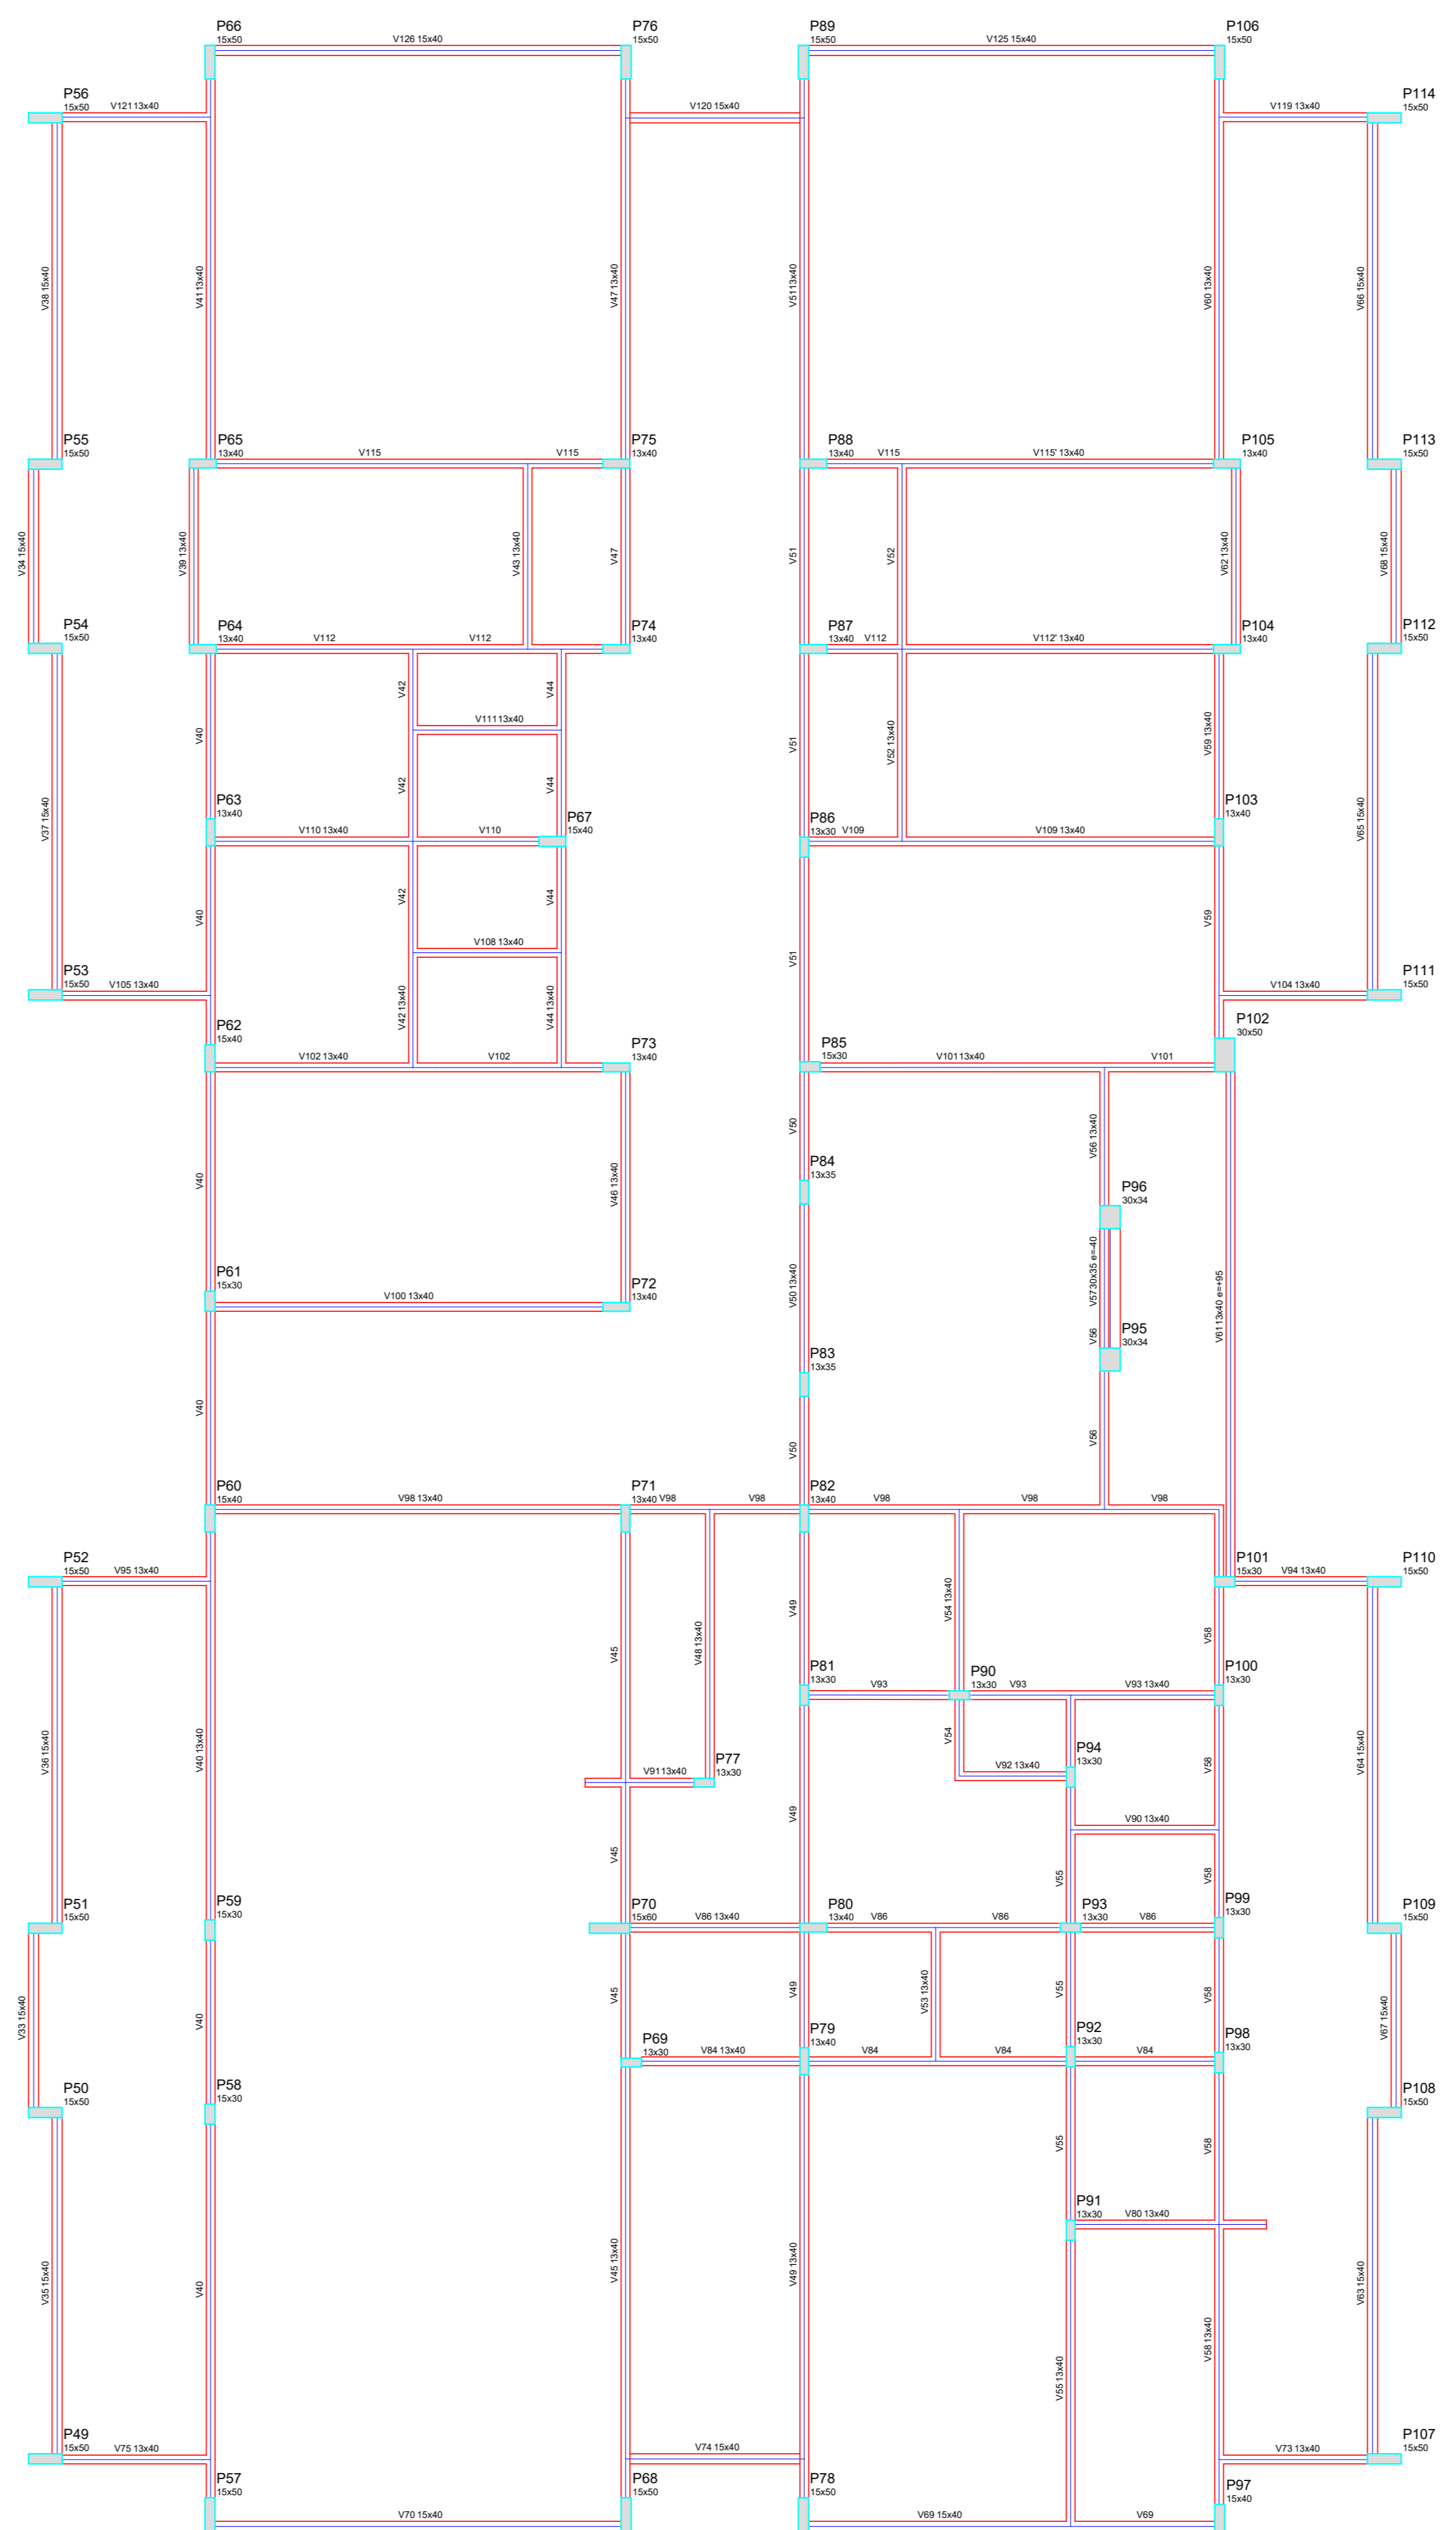 P66
15x50
V126 15x40
P76
15x50
P89
15x50
V125 15x40
P106
15x50
P56
15x50
V121 13x40
V120 15x40
V119 13x40
P114
15x50
V38 15x40
V41 13x40
V47 13x40
V51 13x40
V60 13x40
V66 15x40
P55
15x50
P65
13x40
V115
V115
P75
13x40
P88
13x40
V115
V115' 13x40
P105
13x40
P113
15x50
V34 15x40
V39 13x40
V43 13x40
V47
V51
V52
V62 13x40
V68 15x40
P54
15x50
P64
13x40
V112
V112
P74
13x40
P87
13x40
V112
V112' 13x40
P104
13x40
P112
15x50
V42
V44
V111 13x40
V40
V51
V52 13x40
V59 13x40
V42
V44
V37 15x40
V65 15x40
P63
13x40
V110 13x40
V110
P67
15x40
P86
13x30
V109
V109 13x40
P103
13x40
V40
V42
V44
V59
V108 13x40
V51
P53
15x50
V105 13x40
V42 13x40
V44 13x40
V104 13x40
P111
15x50
P62
15x40
V102 13x40
V102
P73
13x40
P85
15x30
V101 13x40
V101
P102
30x50
V50
V56 13x40
V40
V46 13x40
P84
13x35
P96
30x34
P61
15x30
V100 13x40
P72
13x40
V50 13x40
V57 30x35 e=-40
V61 13x40 e=+95
V56
P95
30x34
P83
13x35
V40
V50
V56
P60
15x40
V98 13x40
P71
13x40
V98
V98
P82
13x40
V98
V98
V98
P52
15x50
V95 13x40
P101
15x30
V94 13x40
P110
15x50
V45
V48 13x40
V49
V54 13x40
V58
P81
13x30
V93
P90
13x30
V93
V93 13x40
P100
13x30
V36 15x40
V40 13x40
V54
V64 15x40
V91 13x40
P77
13x30
V92 13x40
P94
13x30
V58
V49
V90 13x40
V45
V55
V58
P51
15x50
P59
15x30
P70
15x60
V86 13x40
P80
13x40
V86
V86
P93
13x30
V86
P99
13x30
P109
15x50
V33 15x40
V40
V45
V49
V53 13x40
V55
V58
V67 15x40
P69
13x30
V84 13x40
P79
13x40
V84
V84
P92
13x30
V84
P98
13x30
P50
15x50
P58
15x30
P108
15x50
V55
V58
P91
13x30
V80 13x40
V35 15x40
V40
V45 13x40
V49 13x40
V63 15x40
V55 13x40
V58 13x40
P49
15x50
V75 13x40
V74 15x40
V73 13x40
P107
15x50
P57
15x50
V70 15x40
P68
15x50
P78
15x50
V69 15x40
V69
P97
15x40